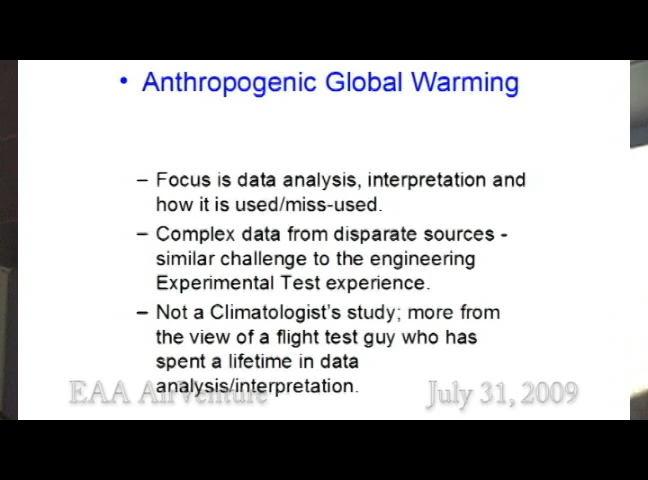 • Anthropogenic Global Warming
– Focus is data analysis, interpretation and
how it is used/miss-used.
– Complex data from disparate sources -
similar challenge to the engineering
Experimental Test experience.
– Not a Climatologist's study; more from
the view of a flight test guy who has
spent a lifetime in data
analysis/interpretation.
EAA AirVenture July 31, 2009